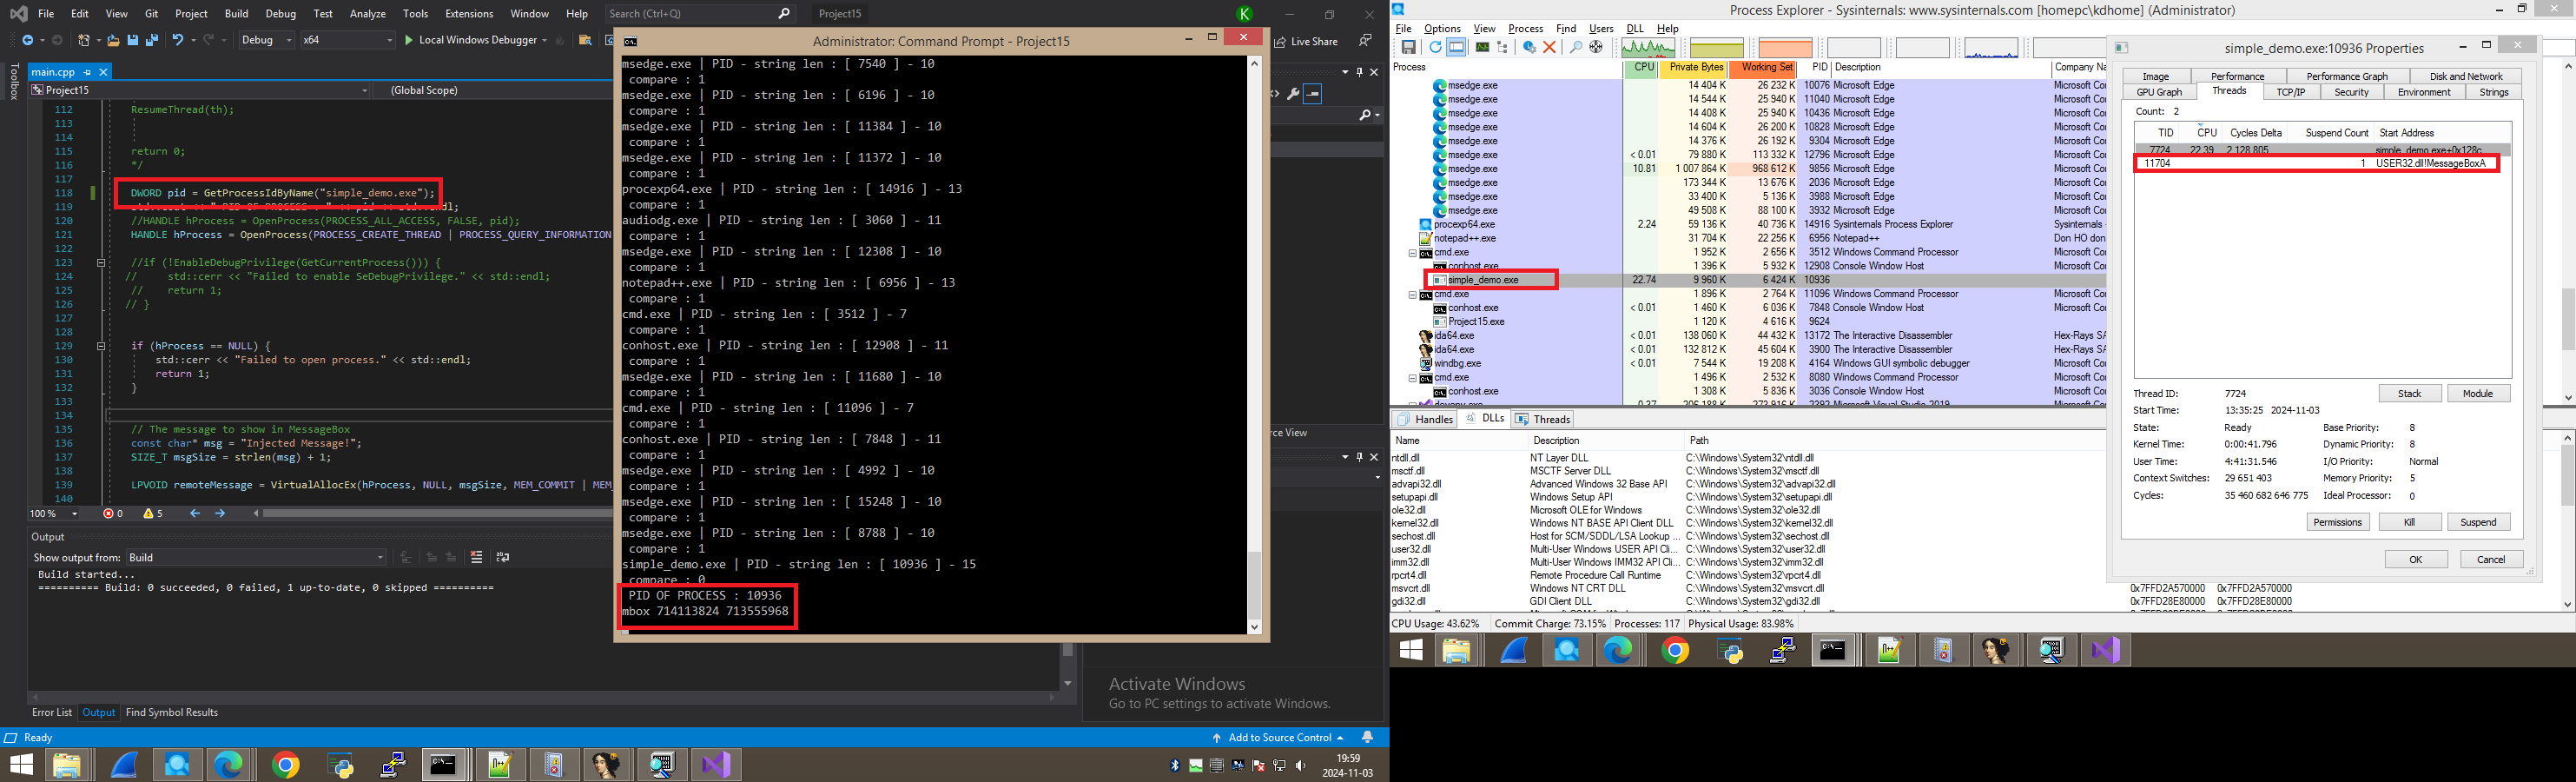 File Edit View Git Project Build Debug Test Analyze Tools Extensions Window Help Search (Ctrl+Q) Project15
Debug x64 Local Windows Debugger Live Share
Toolbox
main.cpp
Project15 (Global Scope)
112 ResumeThread(th);
113
114
115 return 0;
116 */
117
118 DWORD pid = GetProcessIdByName("simple_demo.exe");
119
120 //HANDLE hProcess = OpenProcess(PROCESS_ALL_ACCESS, FALSE, pid);
121 HANDLE hProcess = OpenProcess(PROCESS_CREATE_THREAD | PROCESS_QUERY_INFORMATION
122
123 //if (!EnableDebugPrivilege(GetCurrentProcess())) {
124 // std::cerr << "Failed to enable SeDebugPrivilege." << std::endl;
125 // return 1;
126 // }
127
128
129 if (hProcess == NULL) {
130 std::cerr << "Failed to open process." << std::endl;
131 return 1;
132 }
133
134
135 // The message to show in MessageBox
136 const char* msg = "Injected Message!";
137 SIZE_T msgSize = strlen(msg) + 1;
138
139 LPVOID remoteMessage = VirtualAllocEx(hProcess, NULL, msgSize, MEM_COMMIT | MEM_
140
100 % 0 5
Output
Show output from: Build
Build started...
========== Build: 0 succeeded, 0 failed, 1 up-to-date, 0 skipped ==========
Error List Output Find Symbol Results
Ready
Add to Source Control
Activate Windows
Go to PC settings to activate Windows.
19:59
2024-11-03
Administrator: Command Prompt - Project15
msedge.exe | PID - string len : [ 7540 ] - 10
compare : 1
msedge.exe | PID - string len : [ 6196 ] - 10
compare : 1
msedge.exe | PID - string len : [ 11384 ] - 10
compare : 1
msedge.exe | PID - string len : [ 11372 ] - 10
compare : 1
procexp64.exe | PID - string len : [ 14916 ] - 13
compare : 1
audiodg.exe | PID - string len : [ 3060 ] - 11
compare : 1
msedge.exe | PID - string len : [ 12308 ] - 10
compare : 1
notepad++.exe | PID - string len : [ 6956 ] - 13
compare : 1
cmd.exe | PID - string len : [ 3512 ] - 7
compare : 1
conhost.exe | PID - string len : [ 12908 ] - 11
compare : 1
msedge.exe | PID - string len : [ 11680 ] - 10
compare : 1
cmd.exe | PID - string len : [ 11096 ] - 7
compare : 1
conhost.exe | PID - string len : [ 7848 ] - 11
compare : 1
msedge.exe | PID - string len : [ 4992 ] - 10
compare : 1
msedge.exe | PID - string len : [ 15248 ] - 10
compare : 1
msedge.exe | PID - string len : [ 8788 ] - 10
compare : 1
simple_demo.exe | PID - string len : [ 10936 ] - 15
compare : 0
PID OF PROCESS : 10936
mbox 714113824 713555968
Process Explorer - Sysinternals: www.sysinternals.com [homepc\kdhome] (Administrator)
File Options View Process Find Users DLL Help
Process CPU Private Bytes Working Set PID Description Company Na
msedge.exe 14 404 K 26 232 K 10076 Microsoft Edge Microsoft Co
msedge.exe 14 544 K 25 940 K 11040 Microsoft Edge Microsoft Co
msedge.exe 14 408 K 25 940 K 10436 Microsoft Edge Microsoft Co
msedge.exe 14 604 K 26 200 K 10828 Microsoft Edge Microsoft Co
msedge.exe 14 376 K 26 192 K 9304 Microsoft Edge Microsoft Co
msedge.exe < 0.01 79 880 K 113 332 K 12796 Microsoft Edge Microsoft Co
msedge.exe 10.81 1 007 864 K 968 612 K 9856 Microsoft Edge Microsoft Co
msedge.exe 173 344 K 13 676 K 2036 Microsoft Edge Microsoft Co
msedge.exe 33 400 K 5 136 K 3988 Microsoft Edge Microsoft Co
msedge.exe 49 508 K 88 100 K 3932 Microsoft Edge Microsoft Co
procexp64.exe 2.24 59 136 K 40 736 K 14916 Sysinternals Process Explorer Sysinternals -
notepad++.exe 31 704 K 22 256 K 6956 Notepad++ Don HO don
cmd.exe 1 952 K 2 656 K 3512 Windows Command Processor Microsoft Co
conhost.exe 1 396 K 5 932 K 12908 Console Window Host Microsoft Co
simple_demo.exe 22.74 9 960 K 6 424 K 10936
cmd.exe 1 896 K 2 764 K 11096 Windows Command Processor Microsoft Co
conhost.exe < 0.01 1 460 K 6 036 K 7848 Console Window Host Microsoft Co
Project15.exe 1 120 K 4 616 K 9624
ida64.exe < 0.01 138 060 K 44 432 K 13172 The Interactive Disassembler Hex-Rays SA
ida64.exe < 0.01 132 812 K 45 604 K 3900 The Interactive Disassembler Hex-Rays SA
windbg.exe < 0.01 7 544 K 19 208 K 4164 Windows GUI symbolic debugger Microsoft Co
cmd.exe 1 496 K 2 532 K 8080 Windows Command Processor Microsoft Co
conhost.exe 1 308 K 5 836 K 3036 Console Window Host Microsoft Co
Handles DLLs Threads
Name Description Path
ntdll.dll NT Layer DLL C:\Windows\System32\ntdll.dll
msctf.dll MSCTF Server DLL C:\Windows\System32\msctf.dll
advapi32.dll Advanced Windows 32 Base API C:\Windows\System32\advapi32.dll
setupapi.dll Windows Setup API C:\Windows\System32\setupapi.dll
ole32.dll Microsoft OLE for Windows C:\Windows\System32\ole32.dll
kernel32.dll Windows NT BASE API Client DLL C:\Windows\System32\kernel32.dll
sechost.dll Host for SCM/SDDL/LSA Lookup ... C:\Windows\System32\sechost.dll
user32.dll Multi-User Windows USER API Cli... C:\Windows\System32\user32.dll
imm32.dll Multi-User Windows IMM32 API Cl... C:\Windows\System32\imm32.dll
rpcrt4.dll Remote Procedure Call Runtime C:\Windows\System32\rpcrt4.dll
msvcrt.dll Windows NT CRT DLL C:\Windows\System32\msvcrt.dll 0x7FFD2A570000 0x7FFD2A570000
gdi32.dll GDI Client DLL C:\Windows\System32\gdi32.dll 0x7FFD28E80000 0x7FFD28E80000
CPU Usage: 43.62% Commit Charge: 73.15% Processes: 117 Physical Usage: 83.98%
simple_demo.exe:10936 Properties
Image Performance Performance Graph Disk and Network
GPU Graph Threads TCP/IP Security Environment Strings
Count: 2
TID CPU Cycles Delta Suspend Count Start Address
7724 22.39 2 128 805 simple_demo.exe+0x128c
11704 1 USER32.dll!MessageBoxA
Thread ID: 7724 Stack Module
Start Time: 13:35:25 2024-11-03
State: Ready Base Priority: 8
Kernel Time: 0:00:41.796 Dynamic Priority: 8
User Time: 4:41:31.546 I/O Priority: Normal
Context Switches: 29 651 403 Memory Priority: 5
Cycles: 35 460 682 646 775 Ideal Processor: 0
Permissions Kill Suspend
OK Cancel